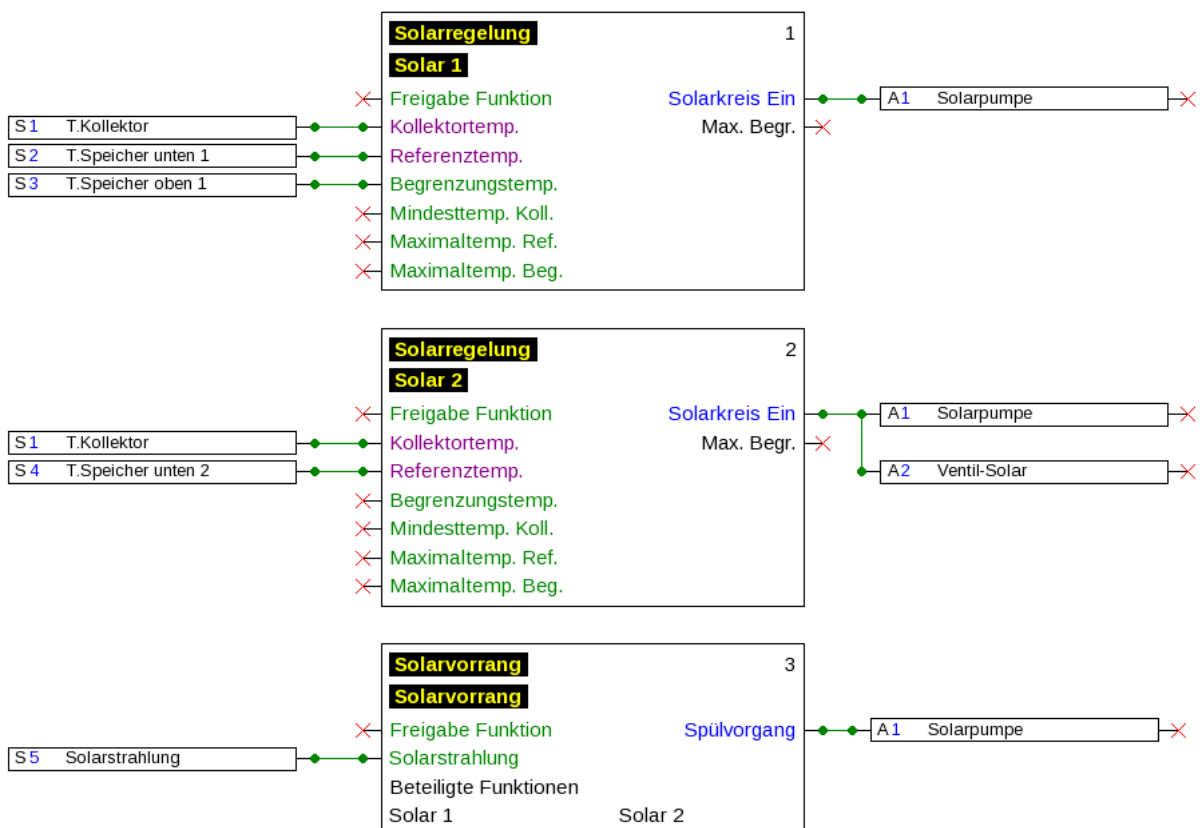 Solarregelung 1
Solar 1
Freigabe Funktion Solarkreis Ein A1 Solarpumpe
S1 T.Kollektor Kollektortemp. Max. Begr.
S2 T.Speicher unten 1 Referenztemp.
S3 T.Speicher oben 1 Begrenzungstemp.
Mindesttemp. Koll.
Maximaltemp. Ref.
Maximaltemp. Beg.
Solarregelung 2
Solar 2
Freigabe Funktion Solarkreis Ein A1 Solarpumpe
S1 T.Kollektor Kollektortemp. Max. Begr.
S4 T.Speicher unten 2 Referenztemp. A2 Ventil-Solar
Begrenzungstemp.
Mindesttemp. Koll.
Maximaltemp. Ref.
Maximaltemp. Beg.
Solarvorrang 3
Solarvorrang
Freigabe Funktion Spülvorgang A1 Solarpumpe
S5 Solarstrahlung Solarstrahlung
Beteiligte Funktionen
Solar 1 Solar 2